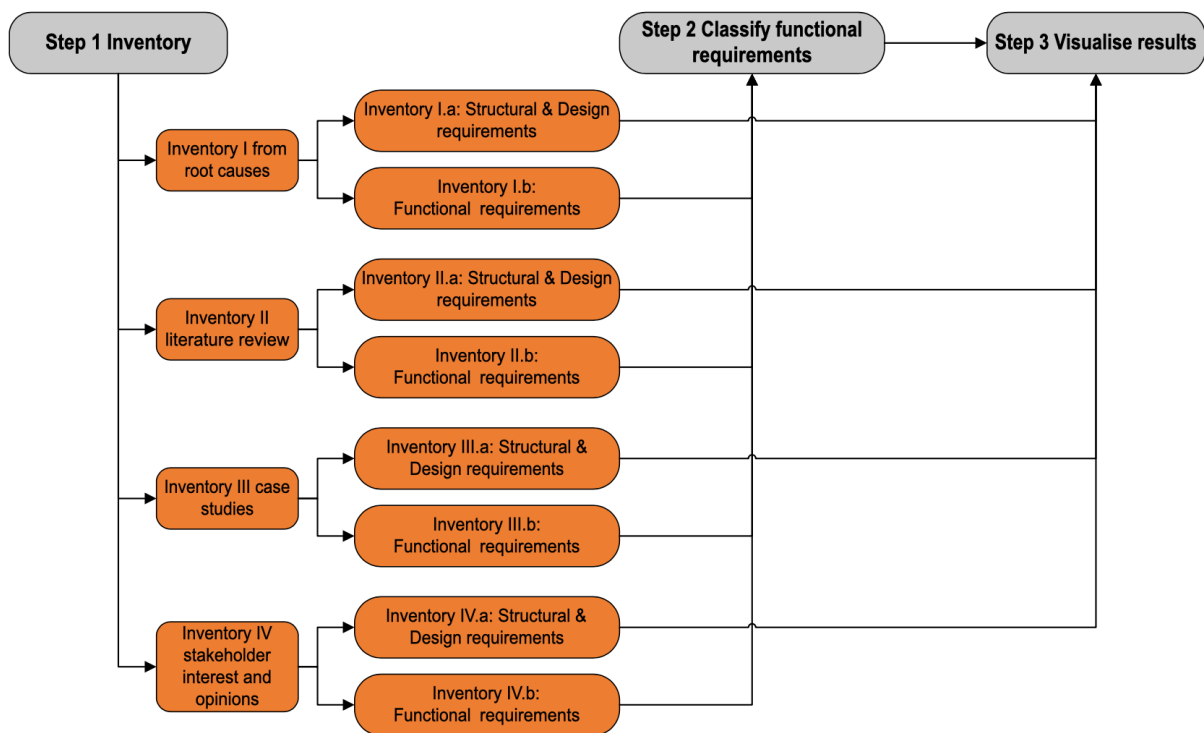 Step 1 Inventory
Step 2 Classify functional
requirements
Step 3 Visualise results
Inventory I from
root causes
Inventory I.a: Structural & Design
requirements
Inventory I.b:
Functional requirements
Inventory II
literature review
Inventory II.a: Structural & Design
requirements
Inventory II.b:
Functional requirements
Inventory III case
studies
Inventory III.a: Structural &
Design requirements
Inventory III.b:
Functional requirements
Inventory IV
stakeholder
interest and
opinions
Inventory IV.a: Structural &
Design requirements
Inventory IV.b:
Functional requirements